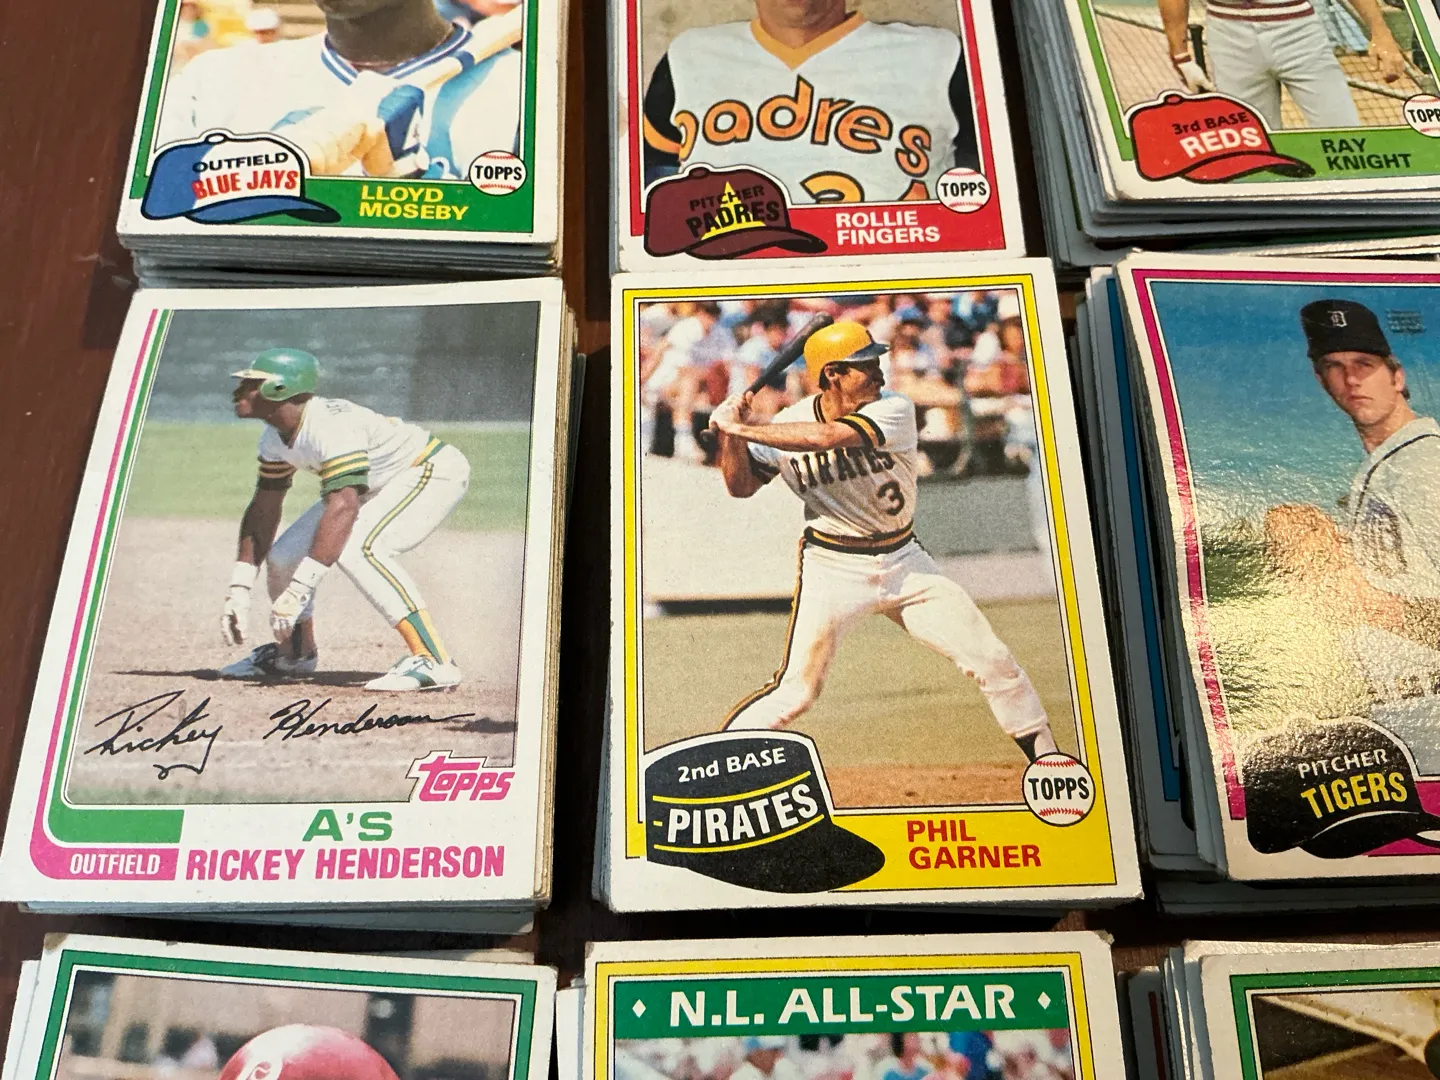 OUTFIELD
BLUE JAYS
LLOYD
MOSEBY
TOPPS
Padres
PITCHER
PADRES
ROLLIE
FINGERS
TOPPS
3rd BASE
REDS
RAY
KNIGHT
Rickey Henderson
TOPPS
A'S
OUTFIELD
RICKEY HENDERSON
PIRATES
3
2nd BASE
PIRATES
PHIL
GARNER
TOPPS
D
PITCHER
TIGERS
N.L. ALL-STAR